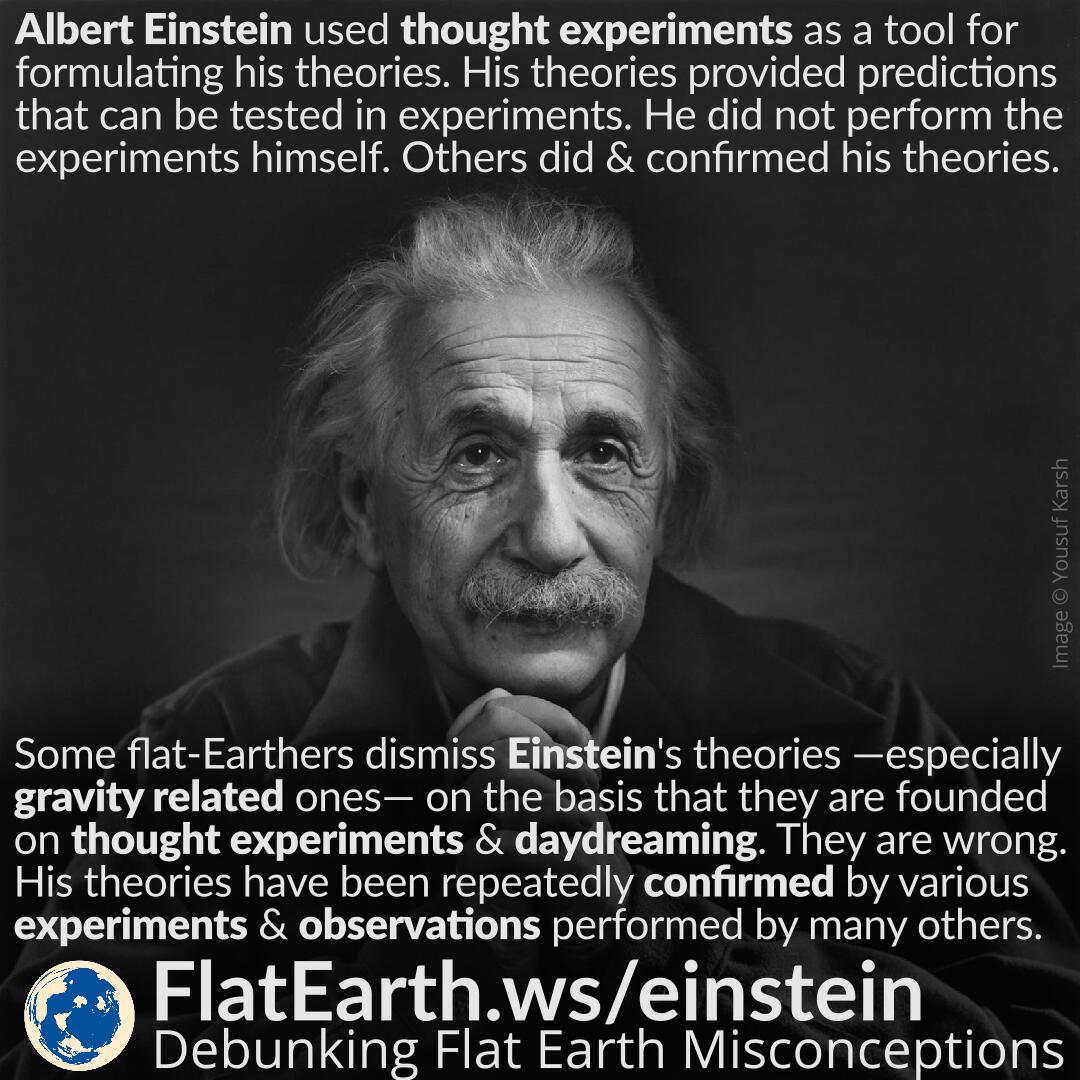 Albert Einstein used thought experiments as a tool for
formulating his theories. His theories provided predictions
that can be tested in experiments. He did not perform the
experiments himself. Others did & confirmed his theories.
Image © Yousuf Karsh
Some flat-Earthers dismiss Einstein's theories —especially
gravity related ones— on the basis that they are founded
on thought experiments & daydreaming. They are wrong.
His theories have been repeatedly confirmed by various
experiments & observations performed by many others.
FlatEarth.ws/einstein
Debunking Flat Earth Misconceptions